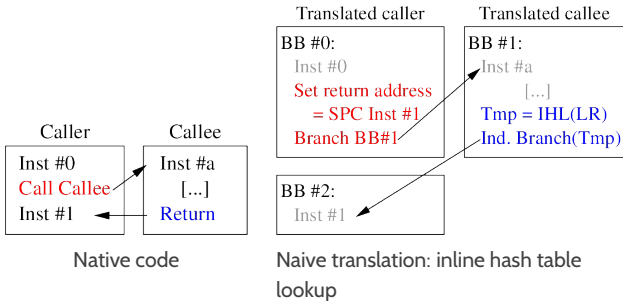 Caller
Callee
Inst #0
Call Callee
Inst #1
Inst #a
[...]
Return
Native code
Translated caller
BB #0:
Inst #0
Set return address
= SPC Inst #1
Branch BB#1
BB #2:
Inst #1
Translated callee
BB #1:
Inst #a
[...]
Tmp = IHL(LR)
Ind. Branch(Tmp)
Naive translation: inline hash table
lookup